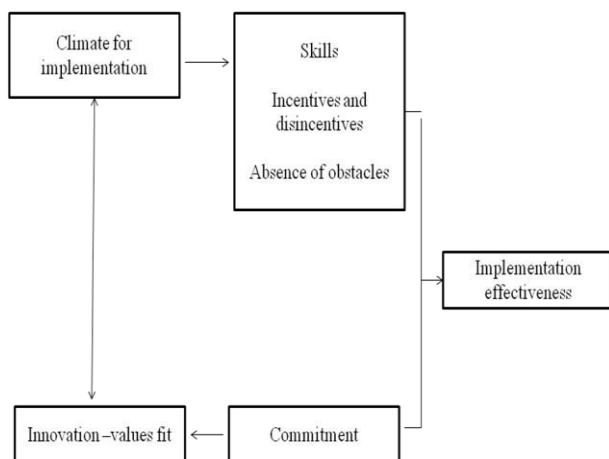 Climate for
implementation
Skills
Incentives and
disincentives
Absence of obstacles
Implementation
effectiveness
Innovation –values fit
Commitment